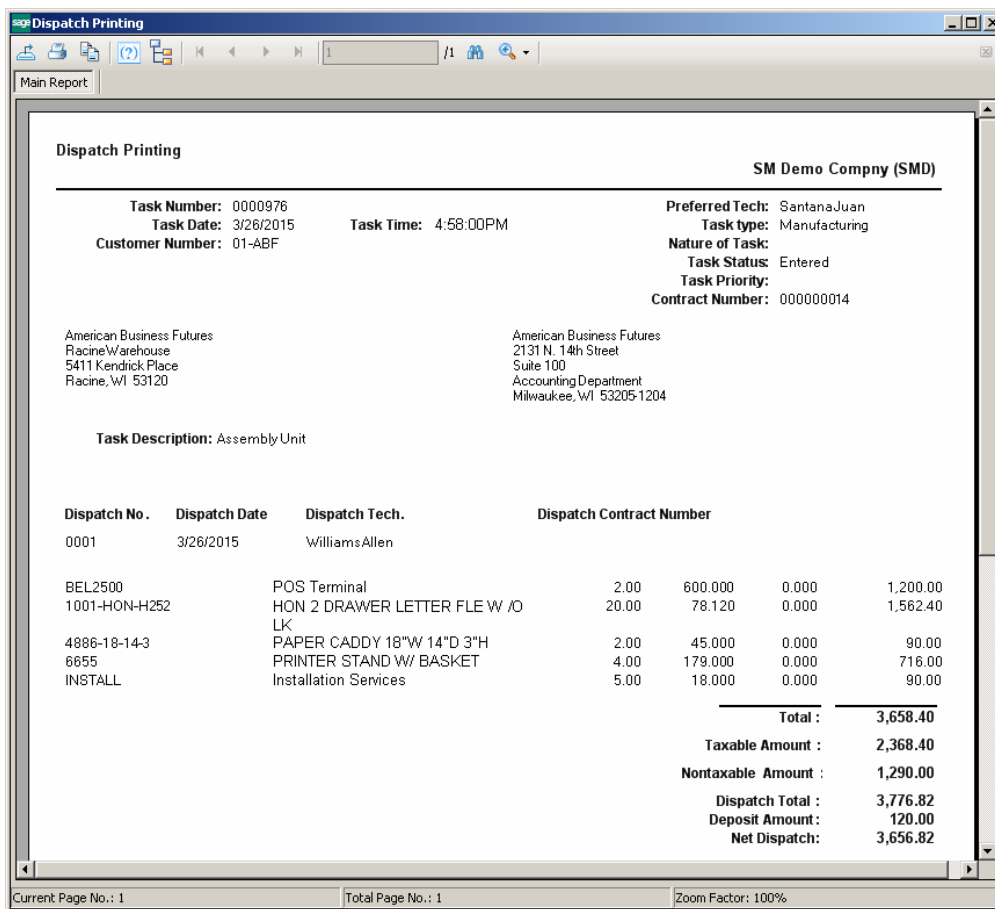 sage Dispatch Printing
(?) 1 /1
Main Report
Dispatch Printing
SM Demo Compny (SMD)
Task Number: 0000976 Preferred Tech: SantanaJuan
Task Date: 3/26/2015 Task Time: 4:58:00PM Task type: Manufacturing
Customer Number: 01-ABF Nature of Task:
Task Status: Entered
Task Priority:
Contract Number: 000000014
American Business Futures American Business Futures
RacineWarehouse 2131 N. 14th Street
5411 Kendrick Place Suite 100
Racine, WI 53120 Accounting Department
Milwaukee, WI 53205-1204
Task Description: Assembly Unit
Dispatch No. Dispatch Date Dispatch Tech. Dispatch Contract Number
0001 3/26/2015 WilliamsAllen
BEL2500 POS Terminal 2.00 600.000 0.000 1,200.00
1001-HON-H252 HON 2 DRAWER LETTER FLE W /O 20.00 78.120 0.000 1,562.40
LK
4886-18-14-3 PAPER CADDY 18"W 14"D 3"H 2.00 45.000 0.000 90.00
6655 PRINTER STAND W/ BASKET 4.00 179.000 0.000 716.00
INSTALL Installation Services 5.00 18.000 0.000 90.00
Total : 3,658.40
Taxable Amount : 2,368.40
Nontaxable Amount : 1,290.00
Dispatch Total : 3,776.82
Deposit Amount: 120.00
Net Dispatch: 3,656.82
Current Page No.: 1 Total Page No.: 1 Zoom Factor: 100%